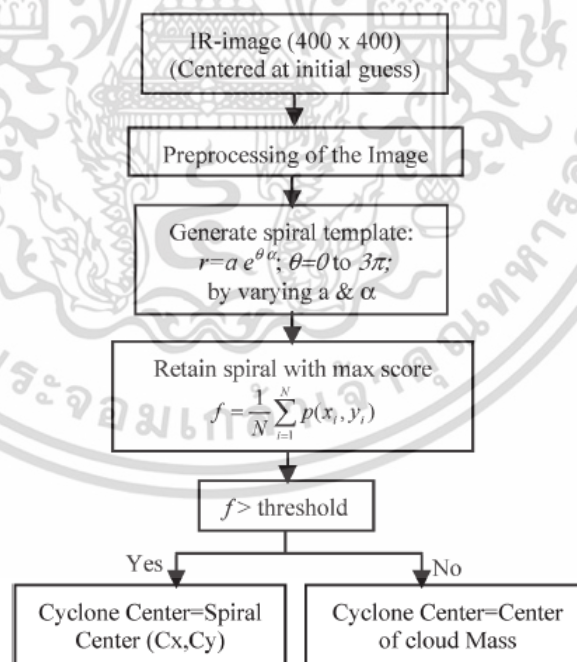 IR-image (400 x 400)
(Centered at initial guess)
Preprocessing of the Image
Generate spiral template:
r=a e^{θα}; θ=0 to 3π;
by varying a & α
Retain spiral with max score
f = \frac{1}{N} \sum_{i=1}^{N} p(x_i, y_i)
f > threshold
Yes
No
Cyclone Center=Spiral
Center (Cx,Cy)
Cyclone Center=Center
of cloud Mass